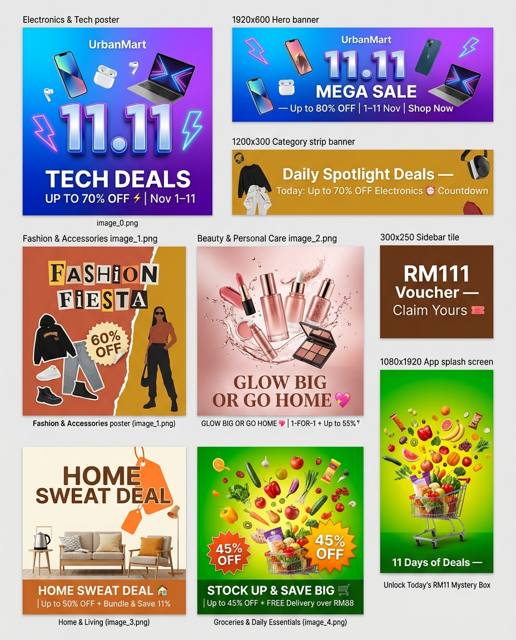 Electronics & Tech poster
UrbanMart
11.11
TECH DEALS
UP TO 70% OFF ⚡ | Nov 1–11
image_0.png
1920x600 Hero banner
UrbanMart
11.11
MEGA SALE
— Up to 80% OFF | 1–11 Nov | Shop Now
1200x300 Category strip banner
Daily Spotlight Deals —
Today: Up to 70% OFF Electronics ⏰ Countdown
Fashion & Accessories image_1.png
FASHION
FiESTA
60%
OFF
Fashion & Accessories poster (image_1.png)
Beauty & Personal Care image_2.png
GLOW BIG
OR GO HOME 💖
GLOW BIG OR GO HOME 💖 | 1-FOR-1 + Up to 55%*
300x250 Sidebar tile
RM111
Voucher —
Claim Yours 🎟️
1080x1920 App splash screen
11 Days of Deals —
Unlock Today's RM11 Mystery Box
HOME
SWEAT DEAL
HOME SWEAT DEAL 🏠
| Up to 50% OFF + Bundle & Save 11%
Home & Living (image_3.png)
45%
OFF
45%
OFF
STOCK UP & SAVE BIG 🛒
| Up to 45% OFF + FREE Delivery over RM88
Groceries & Daily Essentials (image_4.png)